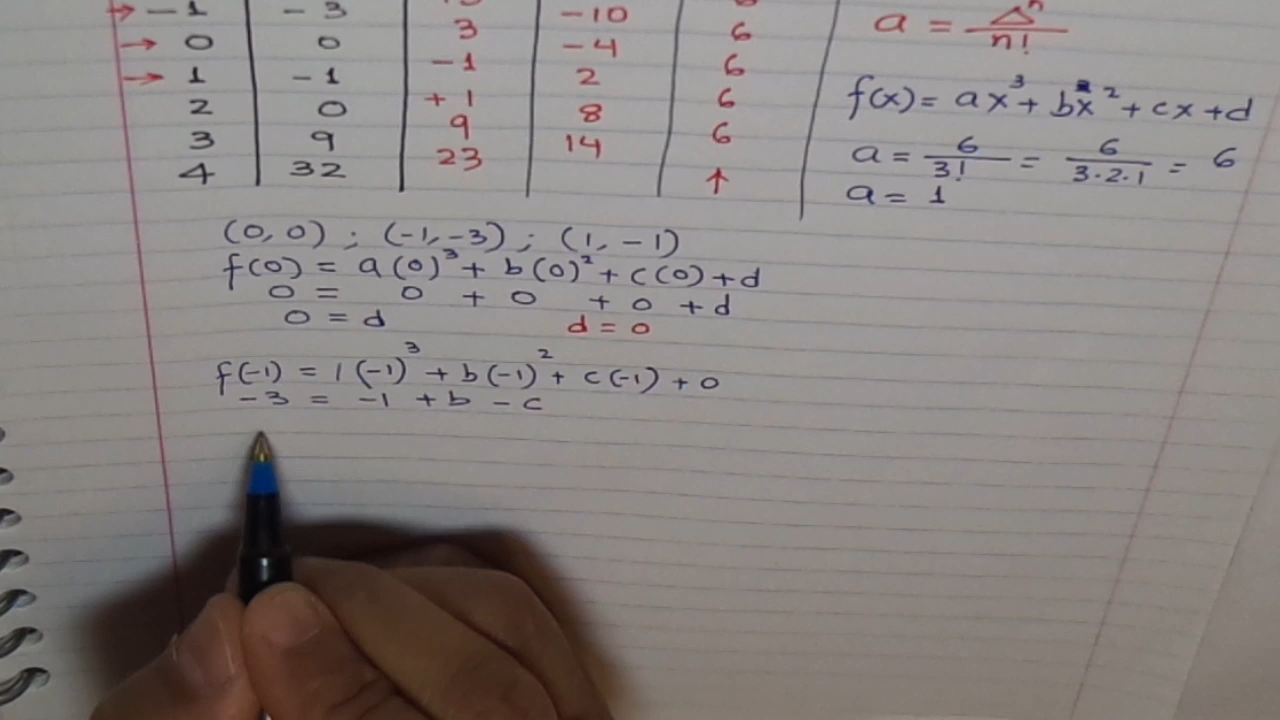 → -1 -3 -10
3 6
→ 0 0 -4
-1 6
→ 1 -1 2
+1 6
2 0 8
9 6
3 9 14
23
4 32 ↑
a = Δⁿ/n!
f(x) = ax³ + bx² + cx + d
a = 6/3! = 6/3·2·1 = 6
a = 1
(0, 0) ; (-1, -3) ; (1, -1)
f(0) = a(0)³ + b(0)² + c(0) + d
0 = 0 + 0 + 0 + d
0 = d d = 0
f(-1) = 1(-1)³ + b(-1)² + c(-1) + 0
-3 = -1 + b - c